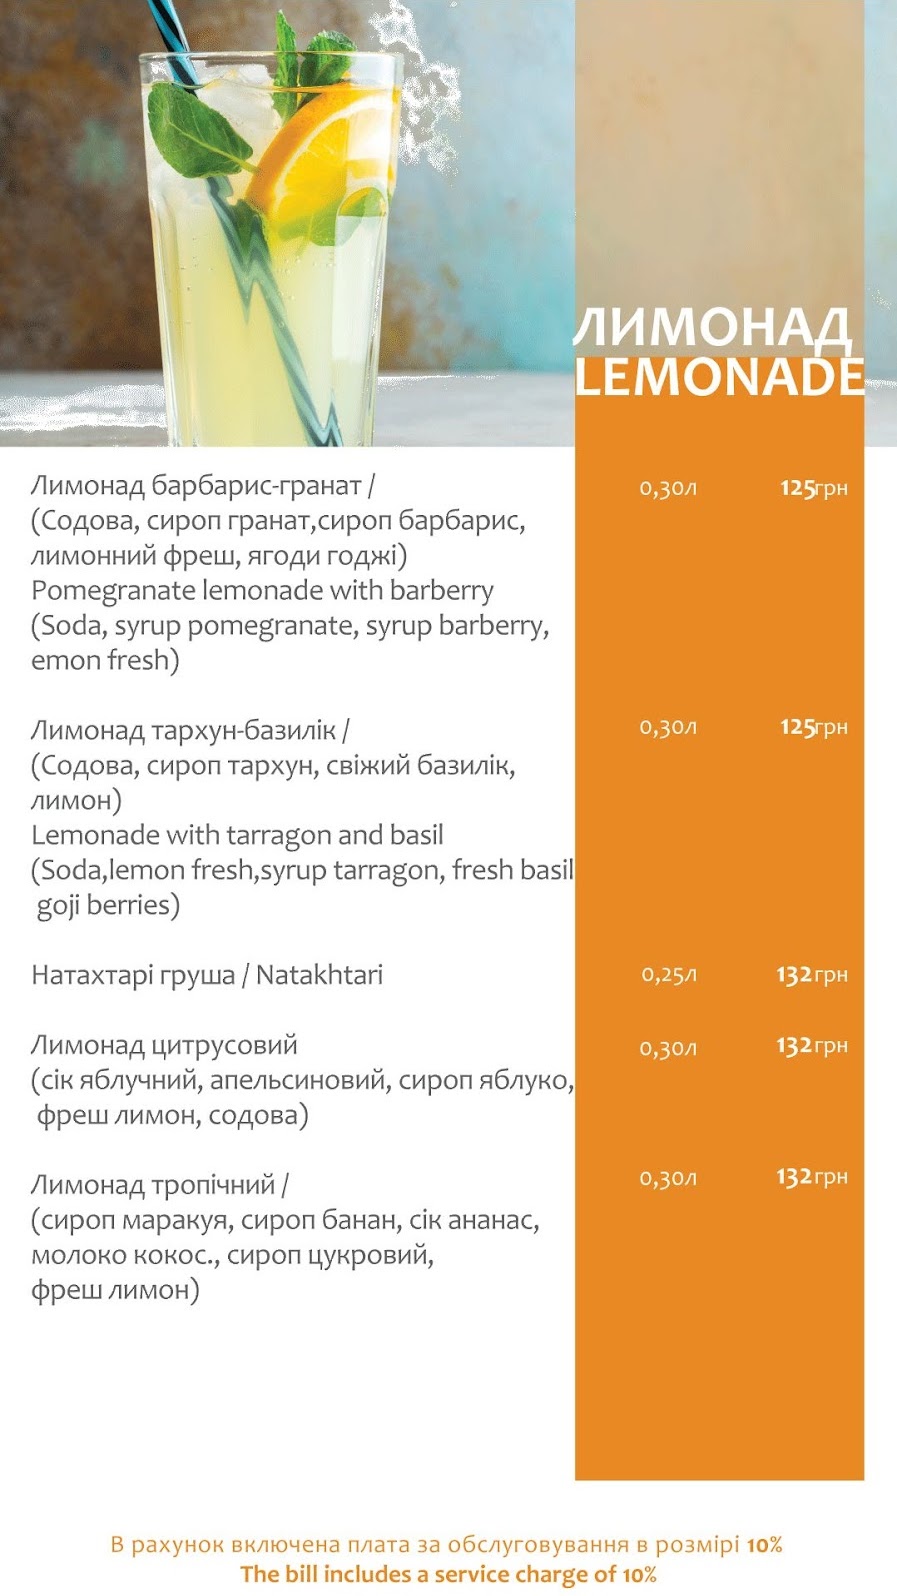 ЛИМОНАД
LEMONADE
Лимонад барбарис-гранат / 0,30л 125грн
(Содова, сироп гранат,сироп барбарис,
лимонний фреш, ягоди годжі)
Pomegranate lemonade with barberry
(Soda, syrup pomegranate, syrup barberry,
emon fresh)
Лимонад тархун-базилік / 0,30л 125грн
(Содова, сироп тархун, свіжий базилік,
лимон)
Lemonade with tarragon and basil
(Soda,lemon fresh,syrup tarragon, fresh basil
goji berries)
Натахтарі груша / Natakhtari 0,25л 132грн
Лимонад цитрусовий 0,30л 132грн
(сік яблучний, апельсиновий, сироп яблуко,
фреш лимон, содова)
Лимонад тропічний / 0,30л 132грн
(сироп маракуя, сироп банан, сік ананас,
молоко кокос., сироп цукровий,
фреш лимон)
В рахунок включена плата за обслуговування в розмірі 10%
The bill includes a service charge of 10%